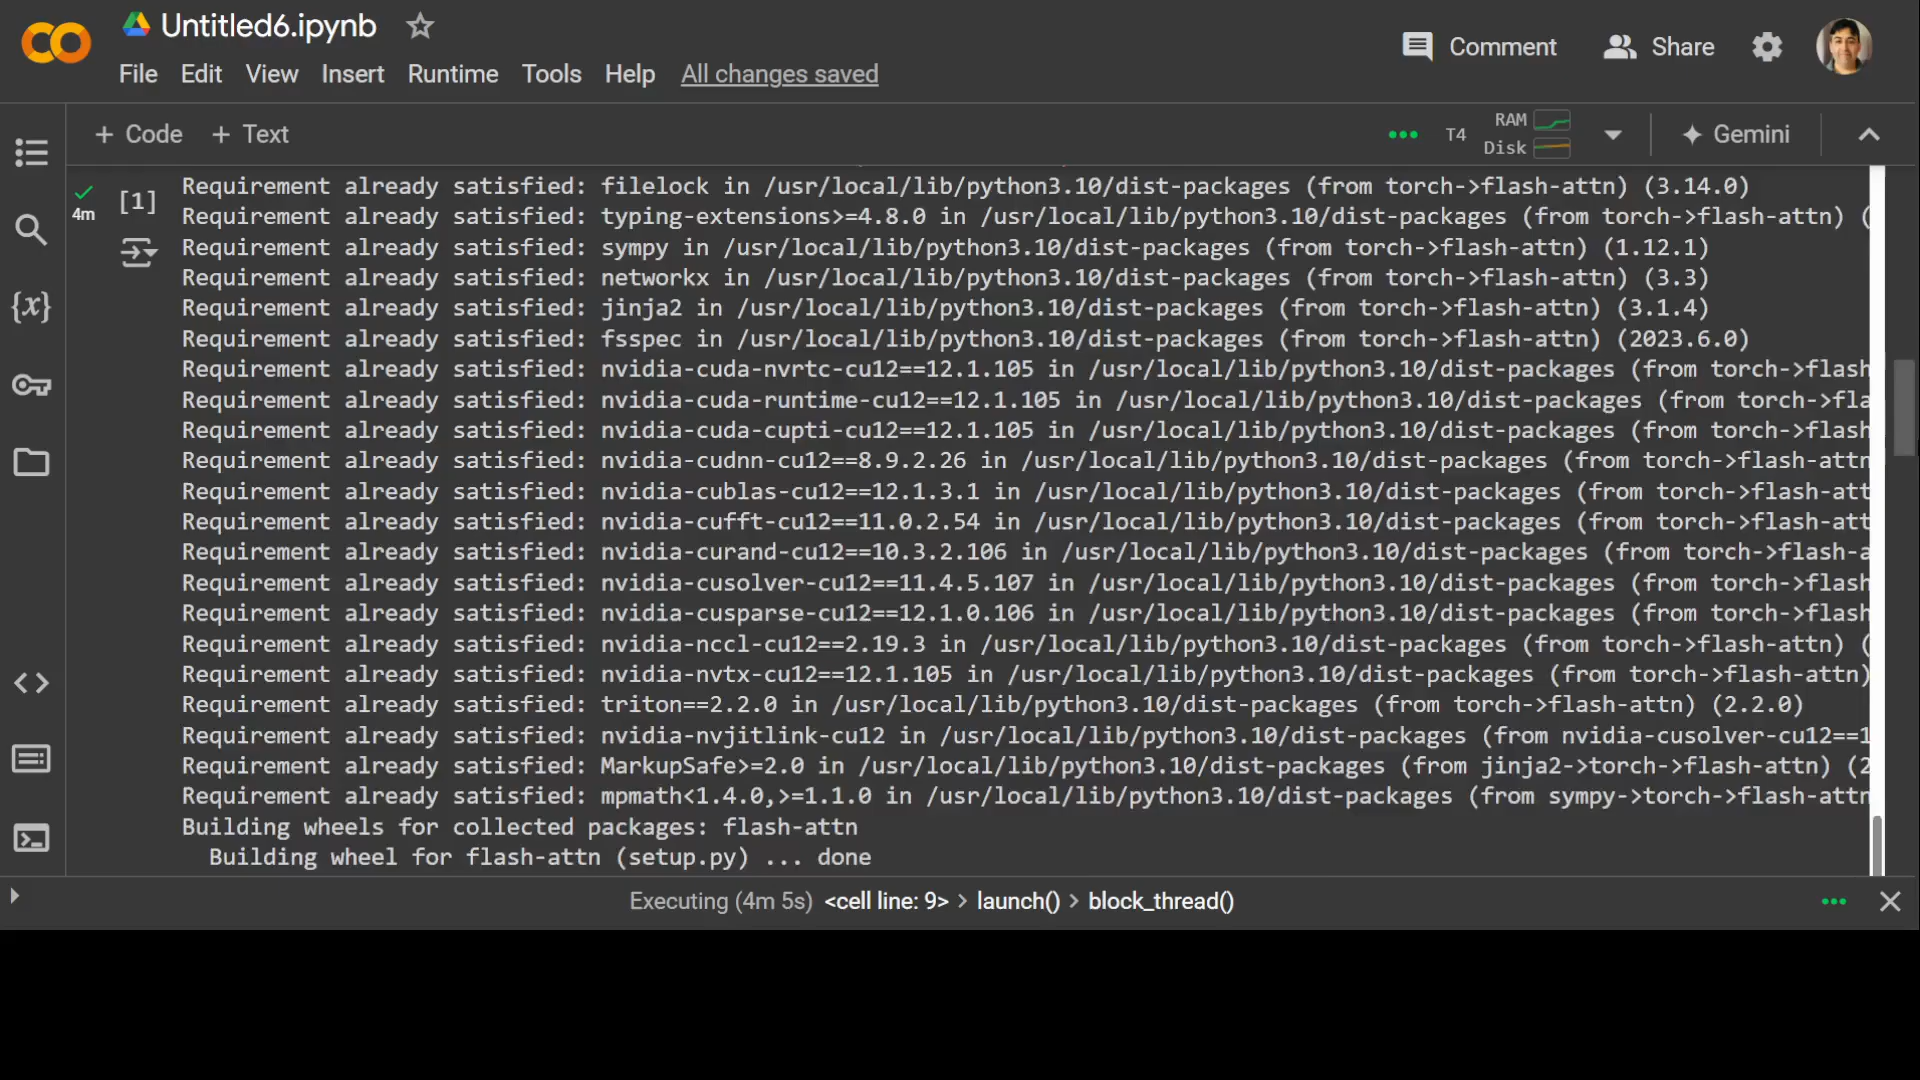 Untitled6.ipynb
File Edit View Insert Runtime Tools Help All changes saved
Comment Share
+ Code + Text
T4 RAM Disk Gemini
4m [1]
Requirement already satisfied: filelock in /usr/local/lib/python3.10/dist-packages (from torch->flash-attn) (3.14.0)
Requirement already satisfied: typing-extensions>=4.8.0 in /usr/local/lib/python3.10/dist-packages (from torch->flash-attn) (
Requirement already satisfied: sympy in /usr/local/lib/python3.10/dist-packages (from torch->flash-attn) (1.12.1)
Requirement already satisfied: networkx in /usr/local/lib/python3.10/dist-packages (from torch->flash-attn) (3.3)
Requirement already satisfied: jinja2 in /usr/local/lib/python3.10/dist-packages (from torch->flash-attn) (3.1.4)
Requirement already satisfied: fsspec in /usr/local/lib/python3.10/dist-packages (from torch->flash-attn) (2023.6.0)
Requirement already satisfied: nvidia-cuda-nvrtc-cu12==12.1.105 in /usr/local/lib/python3.10/dist-packages (from torch->flash
Requirement already satisfied: nvidia-cuda-runtime-cu12==12.1.105 in /usr/local/lib/python3.10/dist-packages (from torch->fla
Requirement already satisfied: nvidia-cuda-cupti-cu12==12.1.105 in /usr/local/lib/python3.10/dist-packages (from torch->flash
Requirement already satisfied: nvidia-cudnn-cu12==8.9.2.26 in /usr/local/lib/python3.10/dist-packages (from torch->flash-attn
Requirement already satisfied: nvidia-cublas-cu12==12.1.3.1 in /usr/local/lib/python3.10/dist-packages (from torch->flash-att
Requirement already satisfied: nvidia-cufft-cu12==11.0.2.54 in /usr/local/lib/python3.10/dist-packages (from torch->flash-att
Requirement already satisfied: nvidia-curand-cu12==10.3.2.106 in /usr/local/lib/python3.10/dist-packages (from torch->flash-a
Requirement already satisfied: nvidia-cusolver-cu12==11.4.5.107 in /usr/local/lib/python3.10/dist-packages (from torch->flash
Requirement already satisfied: nvidia-cusparse-cu12==12.1.0.106 in /usr/local/lib/python3.10/dist-packages (from torch->flash
Requirement already satisfied: nvidia-nccl-cu12==2.19.3 in /usr/local/lib/python3.10/dist-packages (from torch->flash-attn) (
Requirement already satisfied: nvidia-nvtx-cu12==12.1.105 in /usr/local/lib/python3.10/dist-packages (from torch->flash-attn)
Requirement already satisfied: triton==2.2.0 in /usr/local/lib/python3.10/dist-packages (from torch->flash-attn) (2.2.0)
Requirement already satisfied: nvidia-nvjitlink-cu12 in /usr/local/lib/python3.10/dist-packages (from nvidia-cusolver-cu12==1
Requirement already satisfied: MarkupSafe>=2.0 in /usr/local/lib/python3.10/dist-packages (from jinja2->torch->flash-attn) (2
Requirement already satisfied: mpmath<1.4.0,>=1.1.0 in /usr/local/lib/python3.10/dist-packages (from sympy->torch->flash-attn
Building wheels for collected packages: flash-attn
Building wheel for flash-attn (setup.py) ... done
Executing (4m 5s) <cell line: 9> > launch() > block_thread()